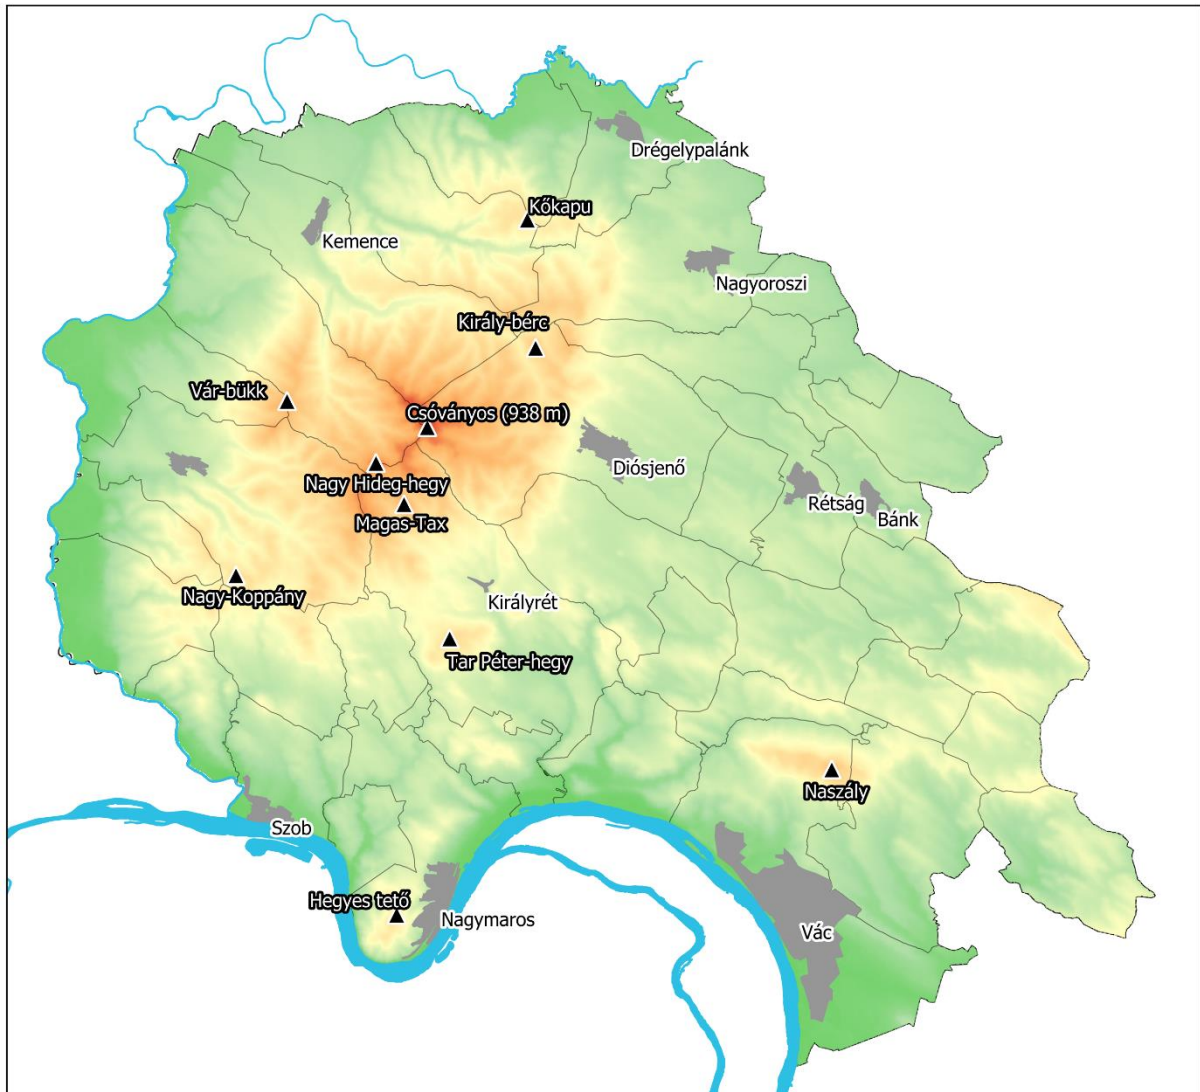 Drégelypalánk
Kőkapu
Kemence
Nagyoroszi
Király-bérc
Vár-bükk
Csóványos (938 m)
Diósjenő
Nagy Hideg-hegy
Rétság
Magas-Tax
Bánk
Nagy-Koppány
Királyrét
Tar Péter-hegy
Naszály
Szob
Hegyes tető
Nagymaros
Vác